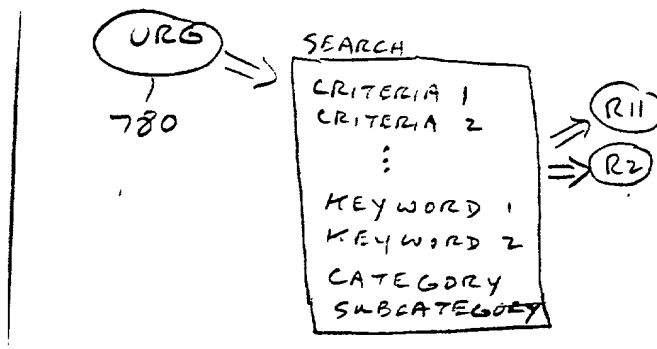 URG
780
SEARCH
CRITERIA 1
CRITERIA 2
⋮
KEYWORD 1
KEYWORD 2
CATEGORY
SUBCATEGORY
R11
R2